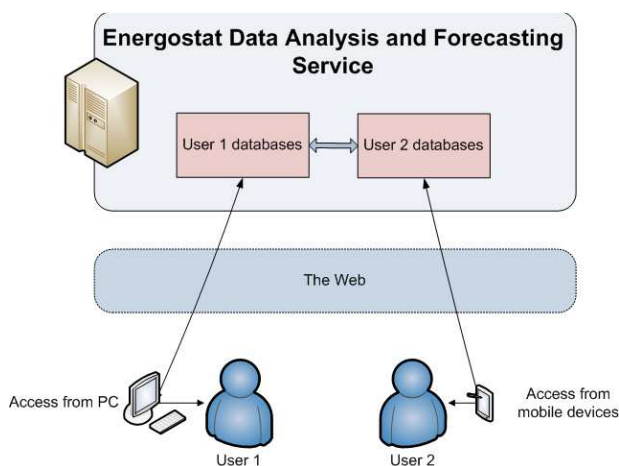 Energostat Data Analysis and Forecasting
Service
User 1 databases
User 2 databases
The Web
Access from PC
Access from
mobile devices
User 1
User 2